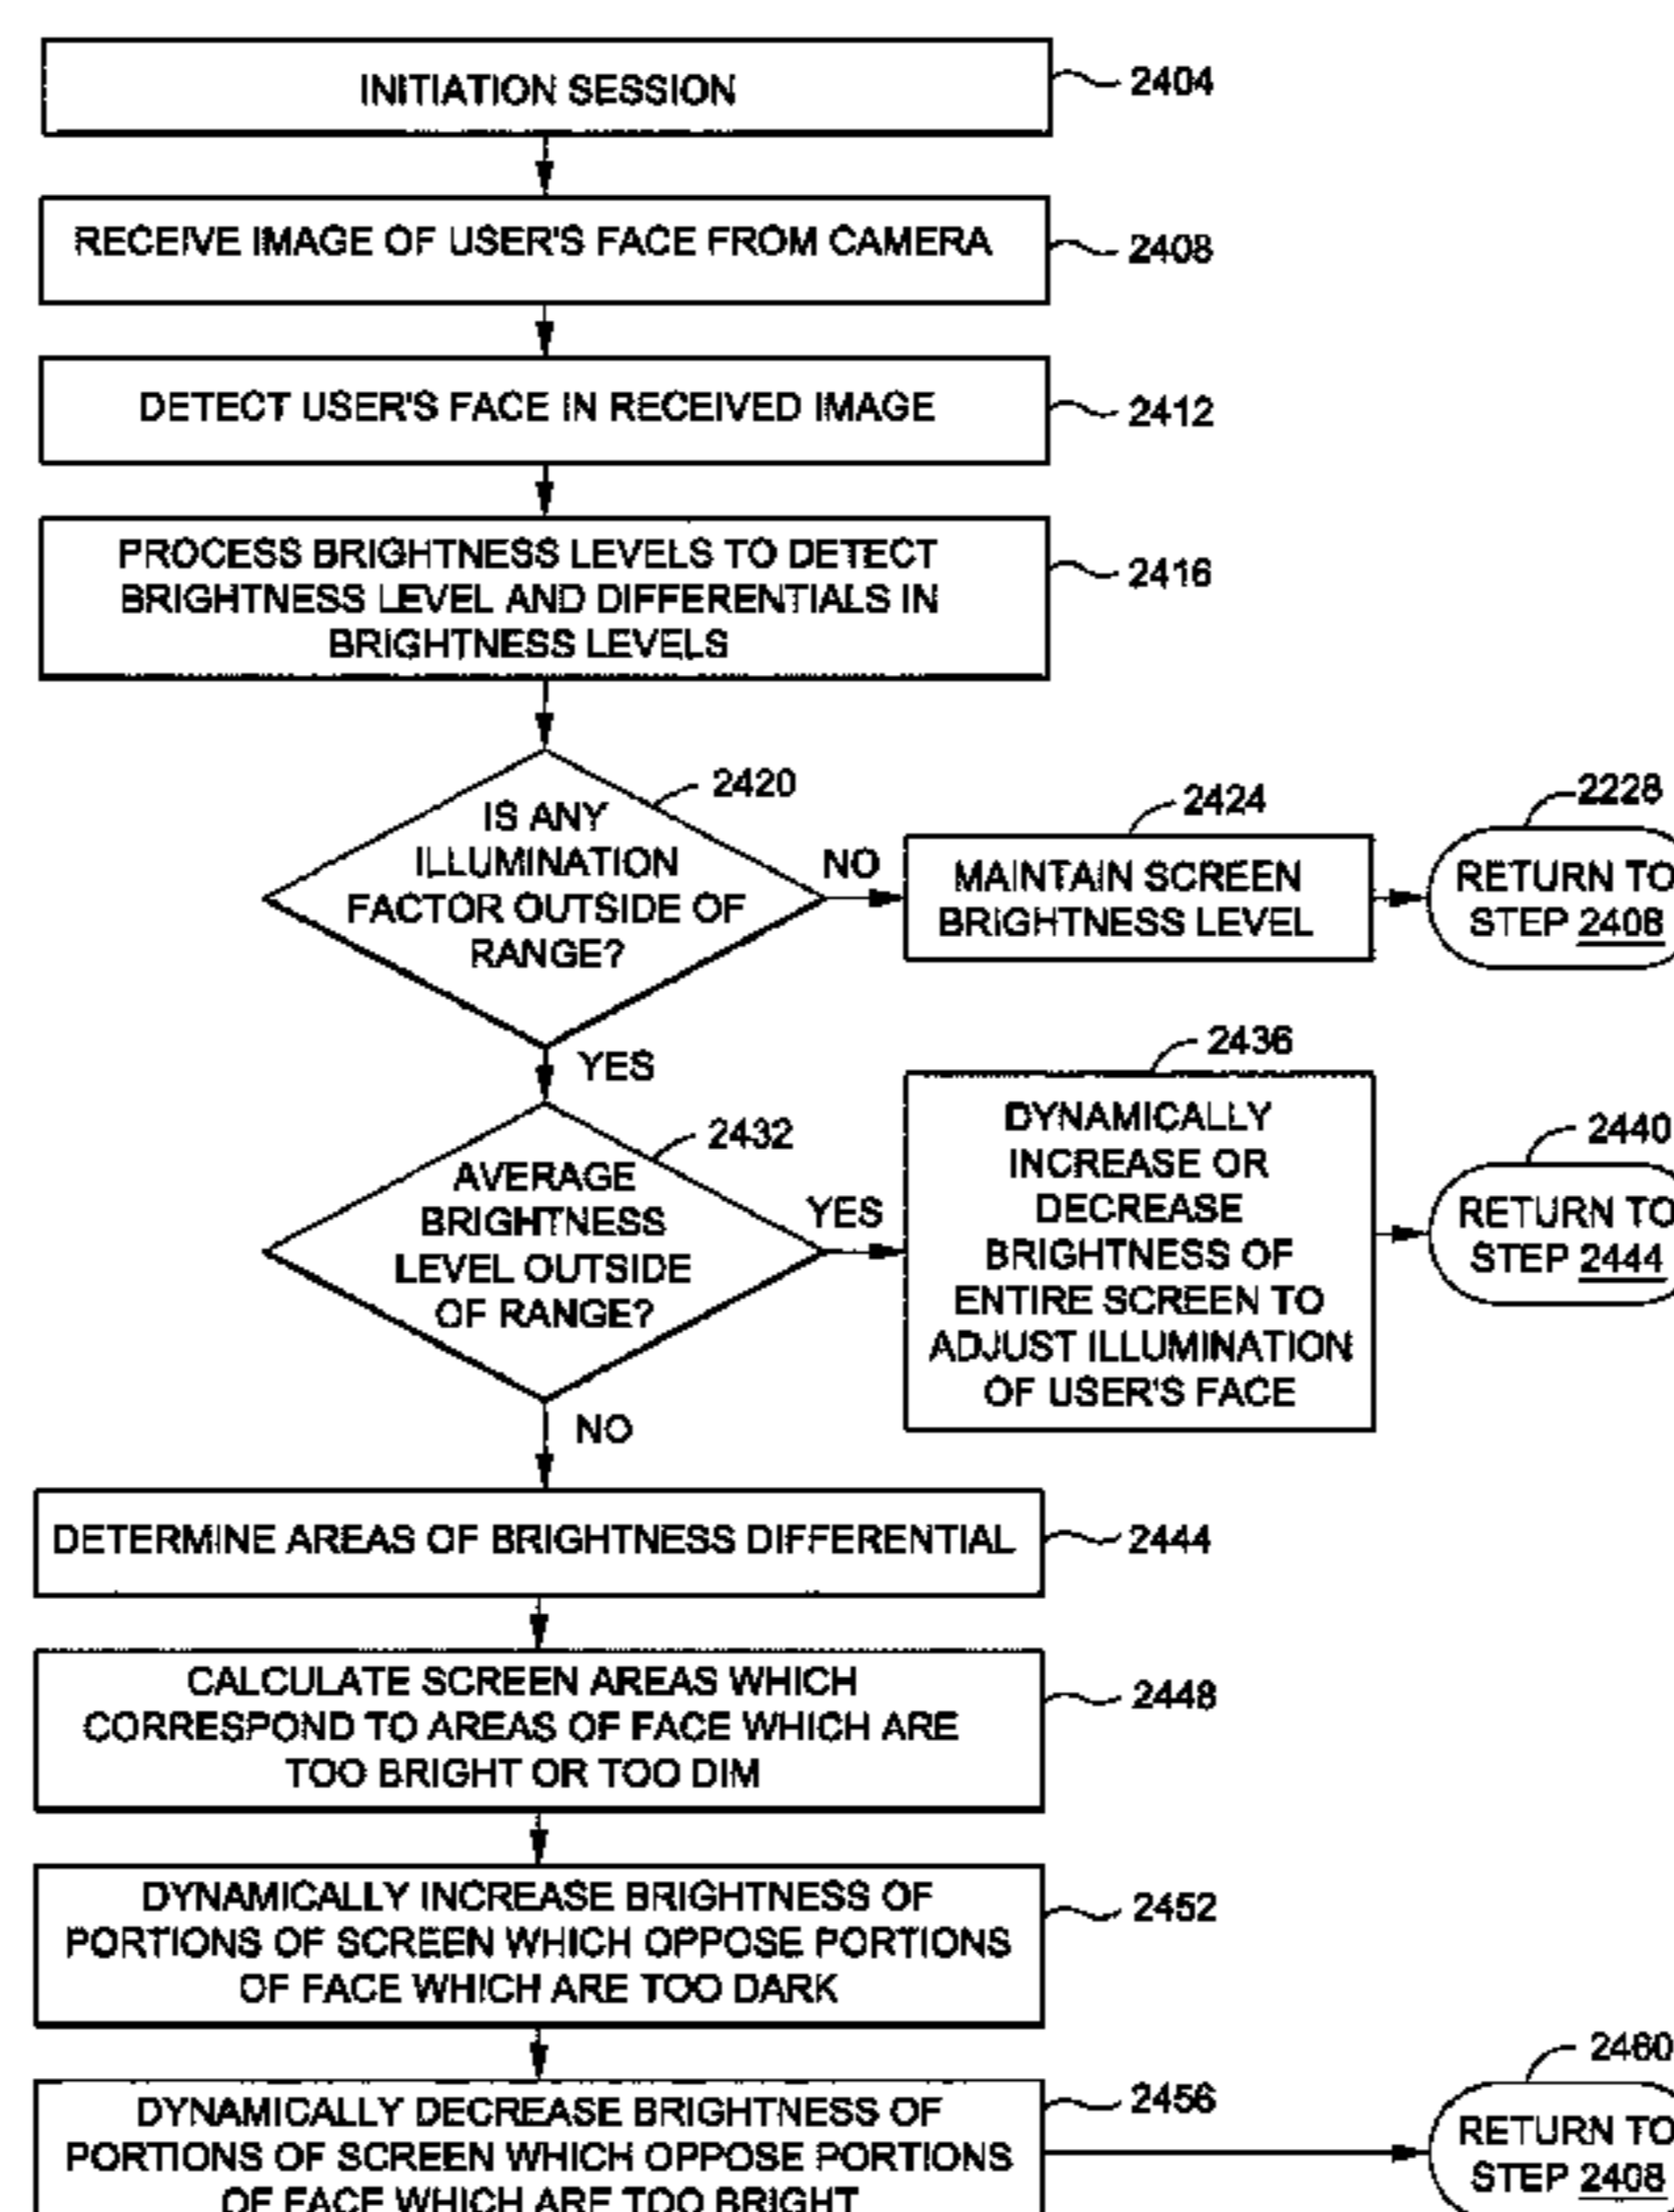 INITIATION SESSION
2404
RECEIVE IMAGE OF USER'S FACE FROM CAMERA
2408
DETECT USER'S FACE IN RECEIVED IMAGE
2412
PROCESS BRIGHTNESS LEVELS TO DETECT
BRIGHTNESS LEVEL AND DIFFERENTIALS IN
BRIGHTNESS LEVELS
2416
2420
IS ANY
ILLUMINATION
FACTOR OUTSIDE OF
RANGE?
NO
2424
MAINTAIN SCREEN
BRIGHTNESS LEVEL
2228
RETURN TO
STEP 2408
YES
2432
AVERAGE
BRIGHTNESS
LEVEL OUTSIDE
OF RANGE?
YES
2436
DYNAMICALLY
INCREASE OR
DECREASE
BRIGHTNESS OF
ENTIRE SCREEN TO
ADJUST ILLUMINATION
OF USER'S FACE
2440
RETURN TO
STEP 2444
NO
DETERMINE AREAS OF BRIGHTNESS DIFFERENTIAL
2444
CALCULATE SCREEN AREAS WHICH
CORRESPOND TO AREAS OF FACE WHICH ARE
TOO BRIGHT OR TOO DIM
2448
DYNAMICALLY INCREASE BRIGHTNESS OF
PORTIONS OF SCREEN WHICH OPPOSE PORTIONS
OF FACE WHICH ARE TOO DARK
2452
DYNAMICALLY DECREASE BRIGHTNESS OF
PORTIONS OF SCREEN WHICH OPPOSE PORTIONS
OF FACE WHICH ARE TOO BRIGHT
2456
2460
RETURN TO
STEP 2408